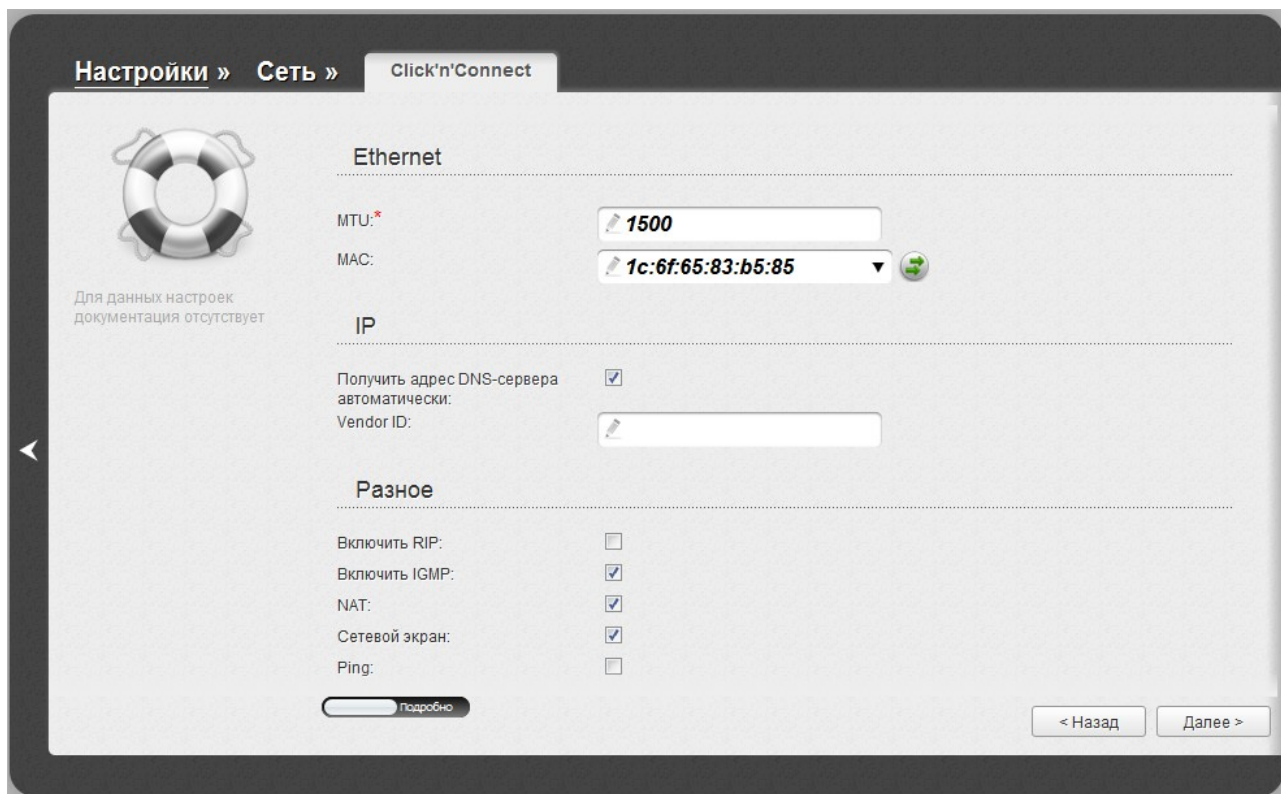 Настройки » Сеть » Click'n'Connect
Для данных настроек
документация отсутствует
Ethernet
MTU:* 1500
MAC: 1c:6f:65:83:b5:85
IP
Получить адрес DNS-сервера
автоматически:
Vendor ID:
Разное
Включить RIP:
Включить IGMP:
NAT:
Сетевой экран:
Ping:
Подробно
< Назад Далее >